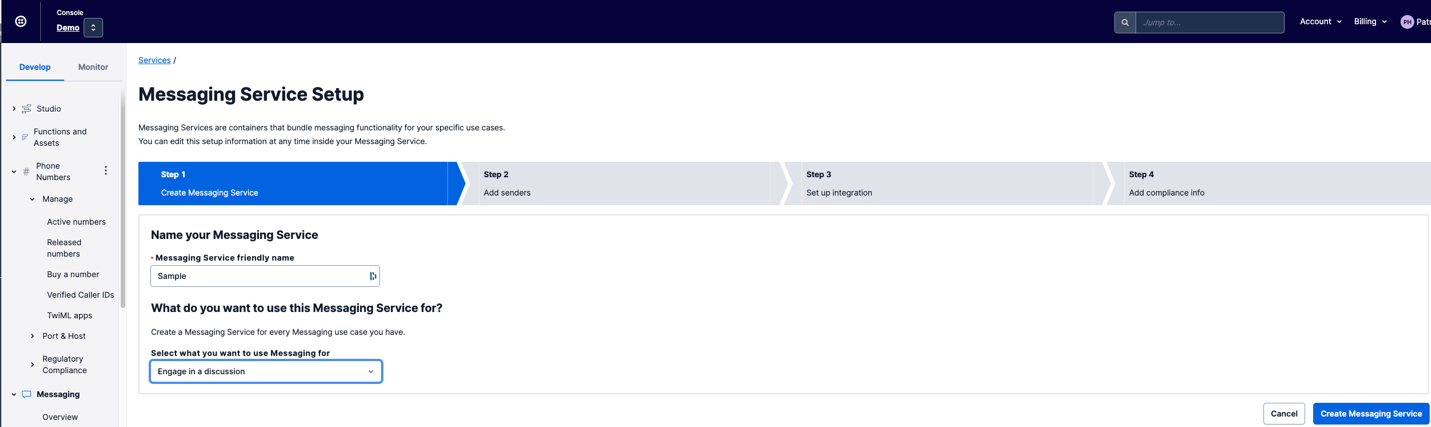 Console
Demo
Jump to...
Account
Billing
PH
Develop
Monitor
Studio
Functions and
Assets
# Phone
Numbers
Manage
Active numbers
Released
numbers
Buy a number
Verified Caller IDs
TwiML apps
Port & Host
Regulatory
Compliance
Messaging
Overview
Services /
Messaging Service Setup
Messaging Services are containers that bundle messaging functionality for your specific use cases.
You can edit this setup information at any time inside your Messaging Service.
Step 1
Create Messaging Service
Step 2
Add senders
Step 3
Set up integration
Step 4
Add compliance info
Name your Messaging Service
• Messaging Service friendly name
Sample
What do you want to use this Messaging Service for?
Create a Messaging Service for every Messaging use case you have.
Select what you want to use Messaging for
Engage in a discussion
Cancel
Create Messaging Service